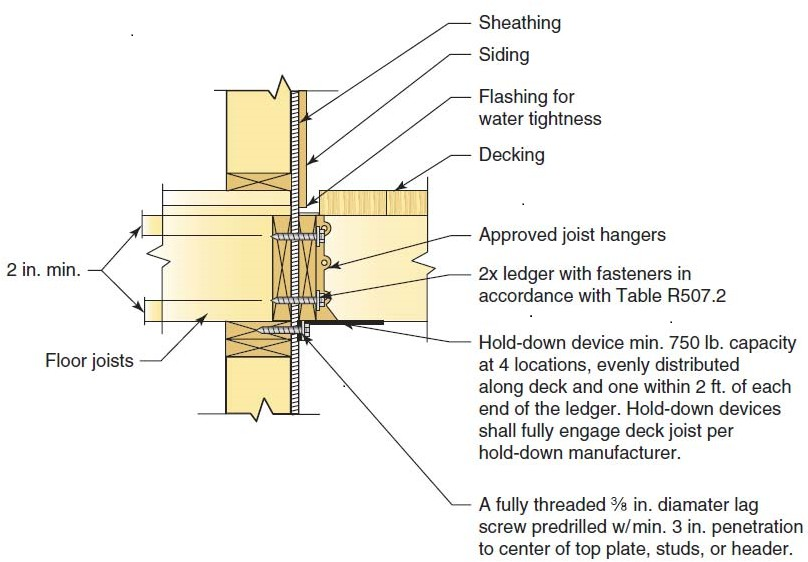 Sheathing
Siding
Flashing for
water tightness
Decking
Approved joist hangers
2 in. min.
2x ledger with fasteners in
accordance with Table R507.2
Floor joists
Hold-down device min. 750 lb. capacity
at 4 locations, evenly distributed
along deck and one within 2 ft. of each
end of the ledger. Hold-down devices
shall fully engage deck joist per
hold-down manufacturer.
A fully threaded ⅜ in. diamater lag
screw predrilled w/min. 3 in. penetration
to center of top plate, studs, or header.